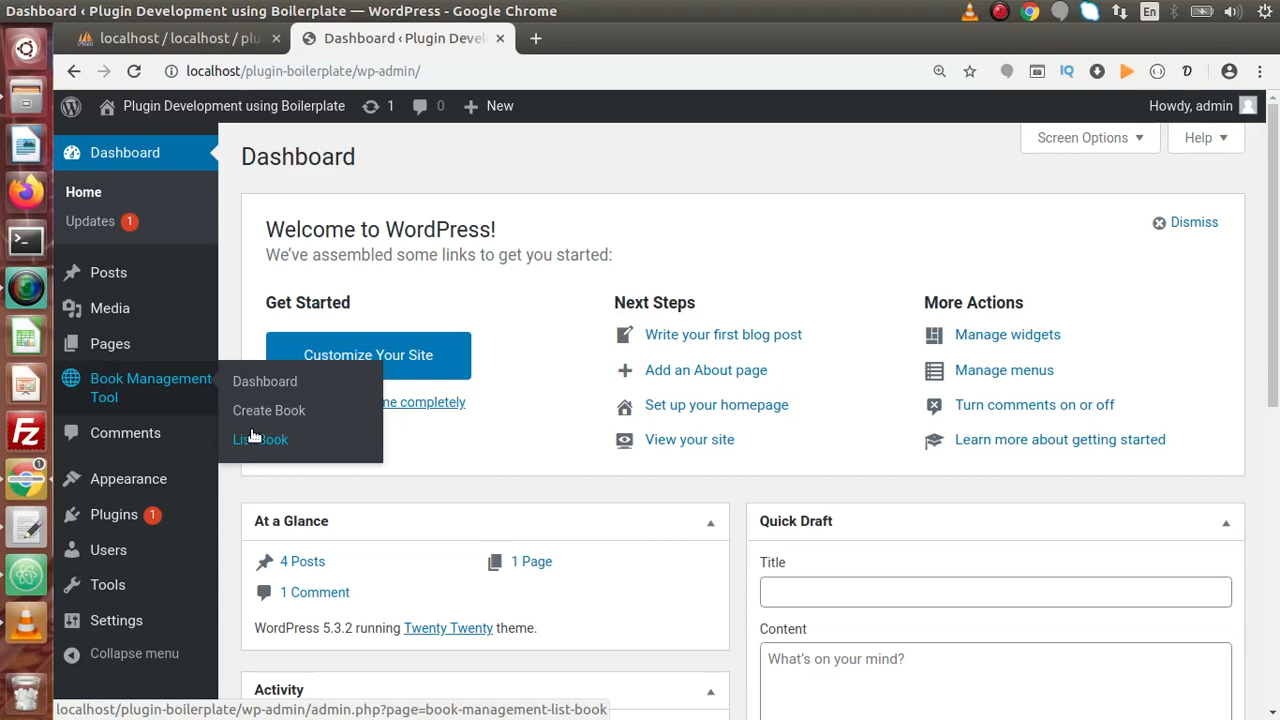 Dashboard ‹ Plugin Development using Boilerplate — WordPress - Google Chrome
En
localhost / localhost / plu
Dashboard ‹ Plugin Devel
localhost/plugin-boilerplate/wp-admin/
IQ
Plugin Development using Boilerplate
1
0
New
Howdy, admin
Dashboard
Home
Updates 1
Posts
Media
Pages
Book Management
Tool
Comments
Appearance
Plugins 1
Users
Tools
Settings
Collapse menu
Dashboard
Create Book
List Book
Dashboard
Screen Options
Help
Welcome to WordPress!
We've assembled some links to get you started:
Dismiss
Get Started
Customize Your Site
me completely
Next Steps
Write your first blog post
Add an About page
Set up your homepage
View your site
More Actions
Manage widgets
Manage menus
Turn comments on or off
Learn more about getting started
At a Glance
4 Posts
1 Page
1 Comment
WordPress 5.3.2 running Twenty Twenty theme.
Activity
Quick Draft
Title
Content
What's on your mind?
localhost/plugin-boilerplate/wp-admin/admin.php?page=book-management-list-book